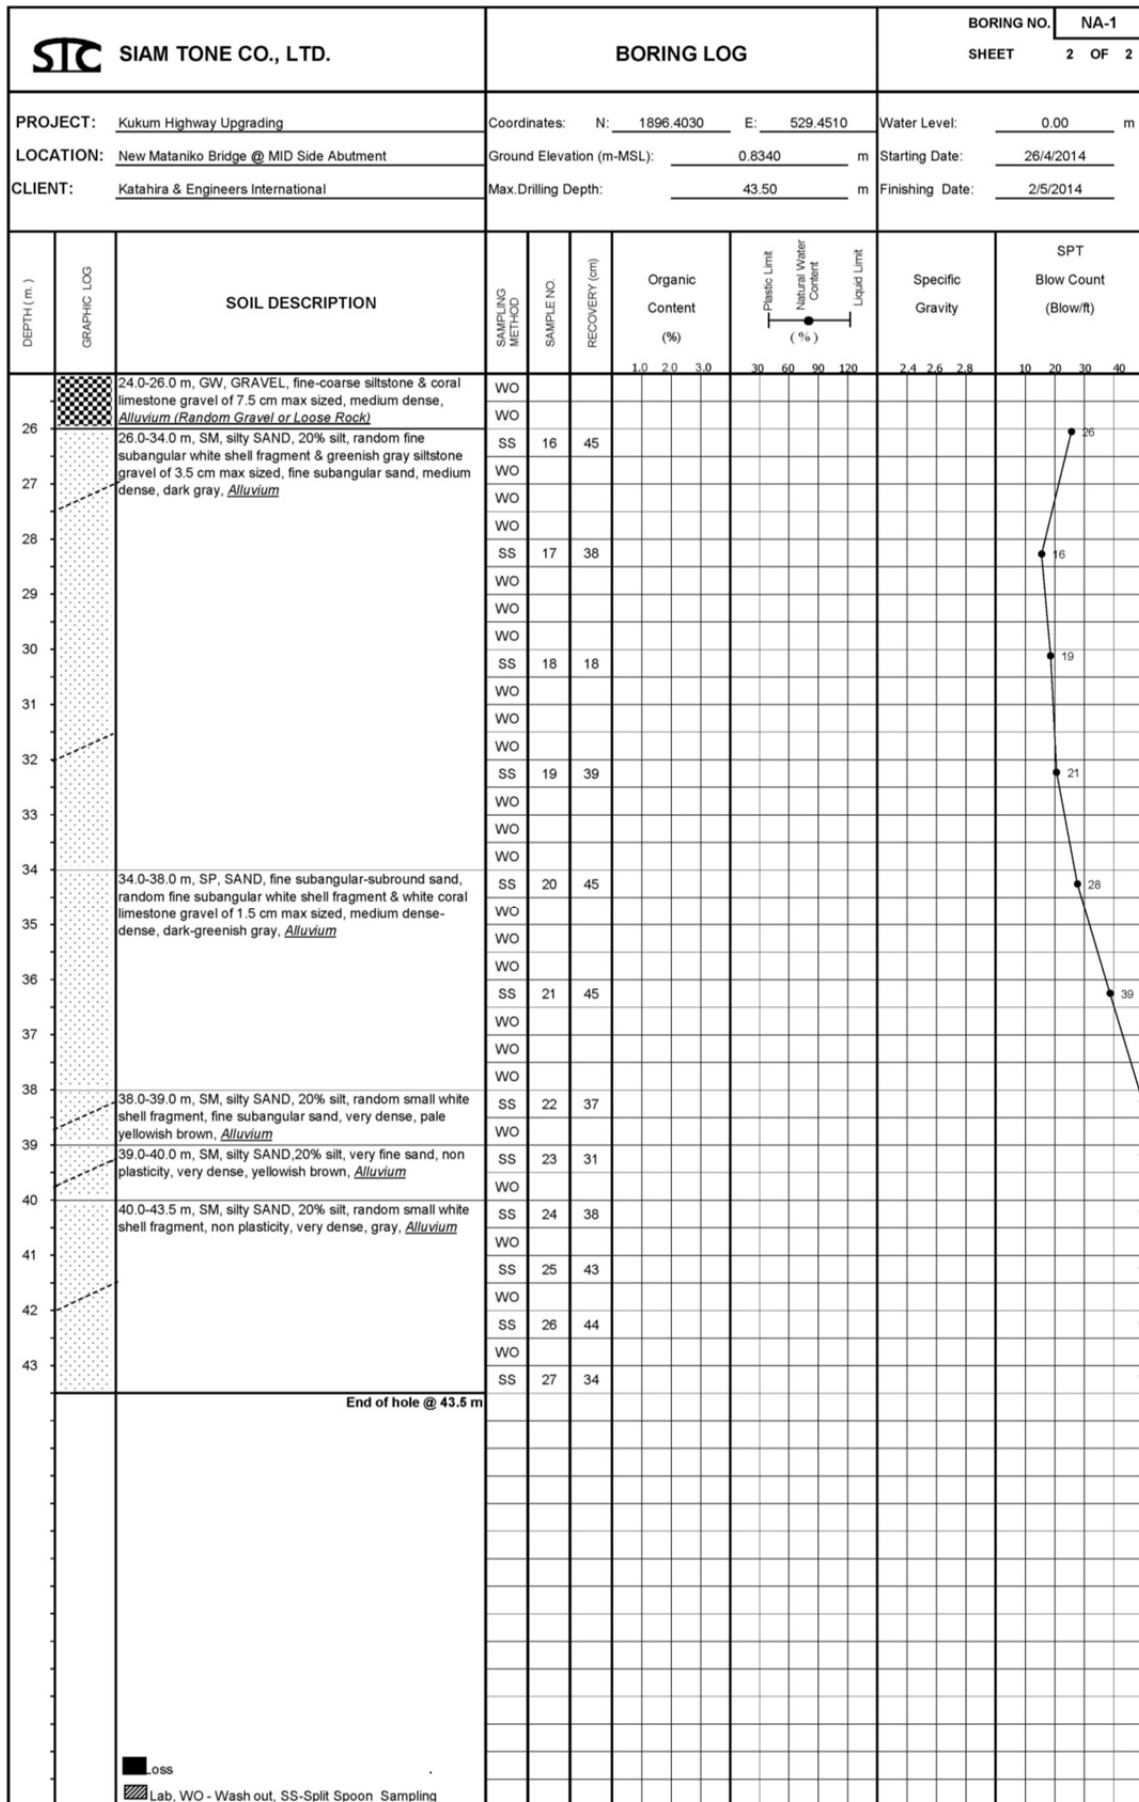 BORING NO. NA-1
STC SIAM TONE CO., LTD. BORING LOG SHEET 2 OF 2
PROJECT: Kukum Highway Upgrading Coordinates: N: 1896.4030 E: 529.4510 Water Level: 0.00 m
LOCATION: New Mataniko Bridge @ MID Side Abutment Ground Elevation (m-MSL): 0.8340 m Starting Date: 26/4/2014
CLIENT: Katahira & Engineers International Max.Drilling Depth: 43.50 m Finishing Date: 2/5/2014
DEPTH ( m. )
GRAPHIC LOG
SOIL DESCRIPTION
SAMPLING
METHOD
SAMPLE NO.
RECOVERY (cm)
Organic
Content
(%)
1.0 2.0 3.0
Plastic Limit
Natural Water
Content
Liquid Limit
( % )
30 60 90 120
Specific
Gravity
2.4 2.6 2.8
SPT
Blow Count
(Blow/ft)
10 20 30 40
24.0-26.0 m, GW, GRAVEL, fine-coarse siltstone & coral
limestone gravel of 7.5 cm max sized, medium dense,
Alluvium (Random Gravel or Loose Rock)
WO
WO
26
26.0-34.0 m, SM, silty SAND, 20% silt, random fine
subangular white shell fragment & greenish gray siltstone
gravel of 3.5 cm max sized, fine subangular sand, medium
dense, dark gray, Alluvium
SS 16 45 26
WO
27
WO
WO
28
SS 17 38 16
WO
29
WO
WO
30
SS 18 18 19
WO
31
WO
WO
32
SS 19 39 21
WO
33
WO
WO
34
34.0-38.0 m, SP, SAND, fine subangular-subround sand,
random fine subangular white shell fragment & white coral
limestone gravel of 1.5 cm max sized, medium dense-
dense, dark-greenish gray, Alluvium
SS 20 45 28
WO
35
WO
WO
36
SS 21 45 39
WO
37
WO
WO
38
38.0-39.0 m, SM, silty SAND, 20% silt, random small white
shell fragment, fine subangular sand, very dense, pale
yellowish brown, Alluvium
SS 22 37
WO
39
39.0-40.0 m, SM, silty SAND,20% silt, very fine sand, non
plasticity, very dense, yellowish brown, Alluvium
SS 23 31
WO
40
40.0-43.5 m, SM, silty SAND, 20% silt, random small white
shell fragment, non plasticity, very dense, gray, Alluvium
SS 24 38
WO
41
SS 25 43
WO
42
SS 26 44
WO
43
SS 27 34
End of hole @ 43.5 m
Loss
Lab, WO - Wash out, SS-Split Spoon Sampling